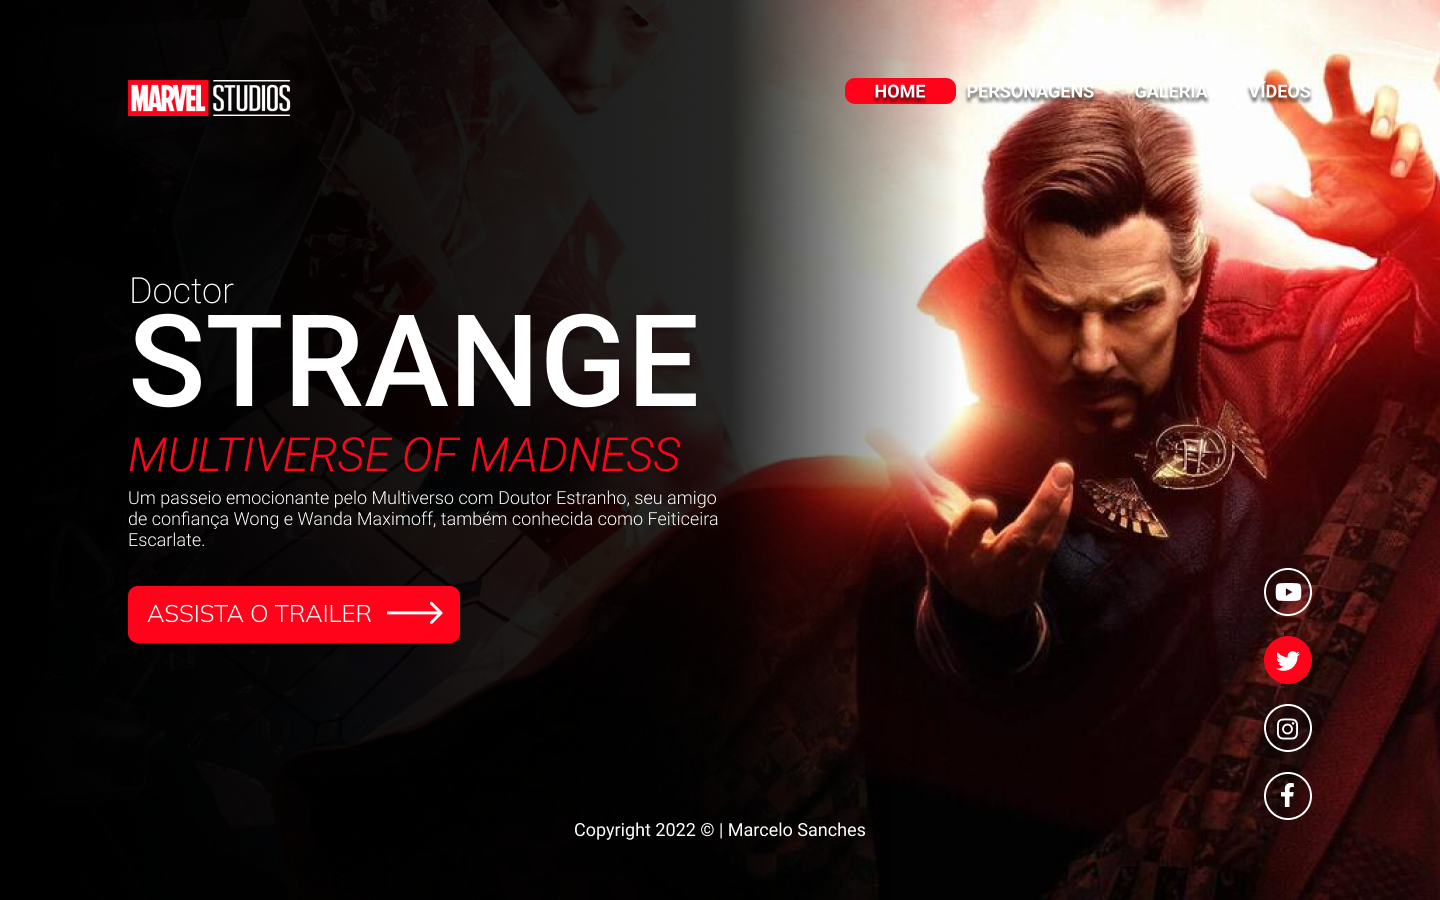 MARVEL STUDIOS
HOME PERSONAGENS GALERIA VÍDEOS
Doctor
STRANGE
MULTIVERSE OF MADNESS
Um passeio emocionante pelo Multiverso com Doutor Estranho, seu amigo
de confiança Wong e Wanda Maximoff, também conhecida como Feiticeira
Escarlate.
ASSISTA O TRAILER
Copyright 2022 © | Marcelo Sanches